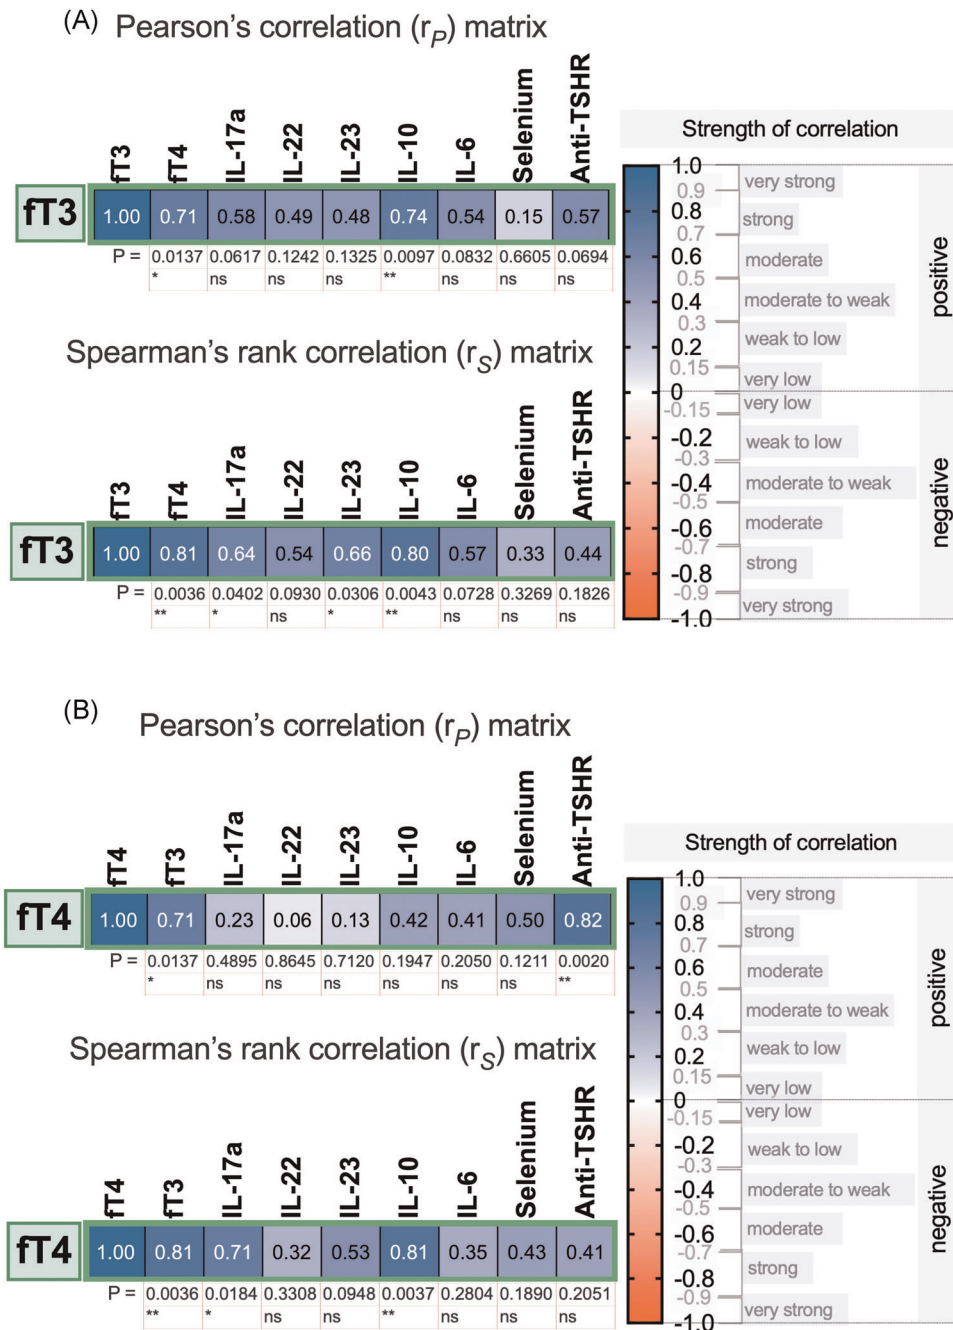 (A) Pearson’s correlation (rP) matrix
fT3 fT4 IL-17a IL-22 IL-23 IL-10 IL-6 Selenium Anti-TSHR
fT3 1.00 0.71 0.58 0.49 0.48 0.74 0.54 0.15 0.57
P = 0.0137 0.0617 0.1242 0.1325 0.0097 0.0832 0.6605 0.0694
* ns ns ns ** ns ns ns
Spearman’s rank correlation (rS) matrix
fT3 fT4 IL-17a IL-22 IL-23 IL-10 IL-6 Selenium Anti-TSHR
fT3 1.00 0.81 0.64 0.54 0.66 0.80 0.57 0.33 0.44
P = 0.0036 0.0402 0.0930 0.0306 0.0043 0.0728 0.3269 0.1826
** * ns * ** ns ns ns
Strength of correlation
1.0
0.9 very strong
0.8 strong
0.7
0.6 moderate
0.5
0.4 moderate to weak
0.3
0.2 weak to low
0.15
very low
0
very low
-0.15
-0.2 weak to low
-0.3
-0.4 moderate to weak
-0.5
-0.6 moderate
-0.7
-0.8 strong
-0.9
very strong
-1.0
positive
negative
(B)
Pearson’s correlation (rP) matrix
fT4 fT3 IL-17a IL-22 IL-23 IL-10 IL-6 Selenium Anti-TSHR
fT4 1.00 0.71 0.23 0.06 0.13 0.42 0.41 0.50 0.82
P = 0.0137 0.4895 0.8645 0.7120 0.1947 0.2050 0.1211 0.0020
* ns ns ns ns ns ns **
Spearman’s rank correlation (rS) matrix
fT4 fT3 IL-17a IL-22 IL-23 IL-10 IL-6 Selenium Anti-TSHR
fT4 1.00 0.81 0.71 0.32 0.53 0.81 0.35 0.43 0.41
P = 0.0036 0.0184 0.3308 0.0948 0.0037 0.2804 0.1890 0.2051
** * ns ns ** ns ns ns
Strength of correlation
1.0
0.9 very strong
0.8 strong
0.7
0.6 moderate
0.5
0.4 moderate to weak
0.3
0.2 weak to low
0.15
very low
0
very low
-0.15
-0.2 weak to low
-0.3
-0.4 moderate to weak
-0.5
-0.6 moderate
-0.7
-0.8 strong
-0.9
very strong
-1.0
positive
negative